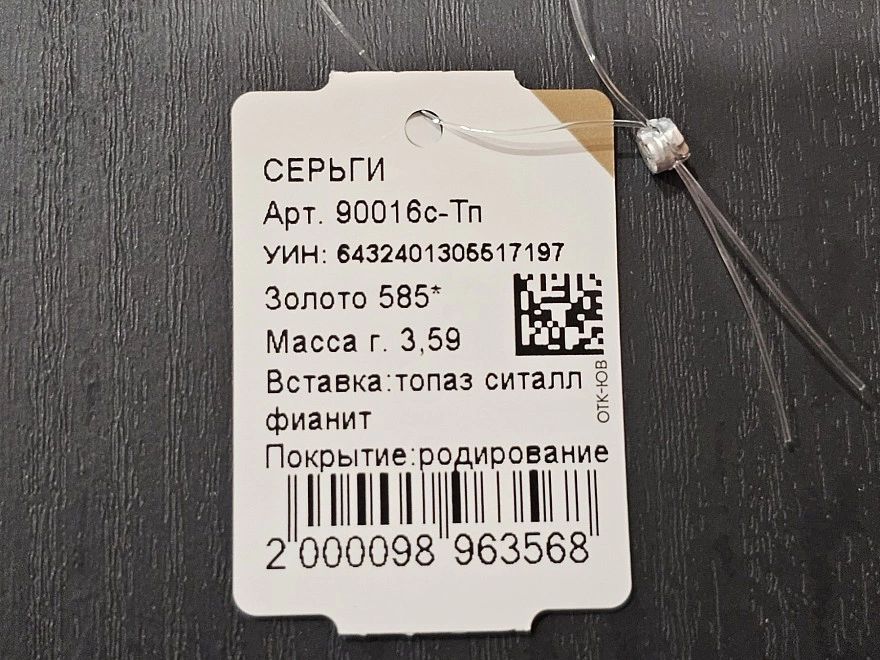 СЕРЬГИ
Арт. 90016с-Тп
УИН: 6432401305517197
Золото 585*
Масса г. 3,59
Вставка:топаз ситалл
фианит
ОТК-ЮВ
Покрытие:родирование
2 000098 963568